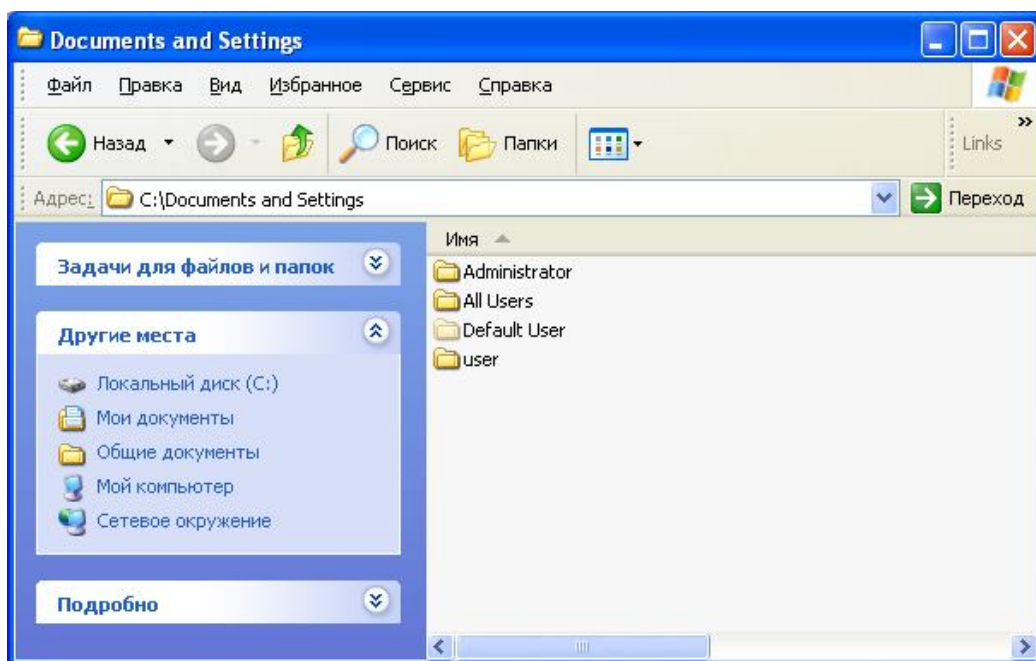 Documents and Settings
Файл Правка Вид Избранное Сервис Справка
Назад Поиск Папки Links
Адрес: C:\Documents and Settings Переход
Имя
Задачи для файлов и папок
Administrator
All Users
Default User
user
Другие места
Локальный диск (C:)
Мои документы
Общие документы
Мой компьютер
Сетевое окружение
Подробно